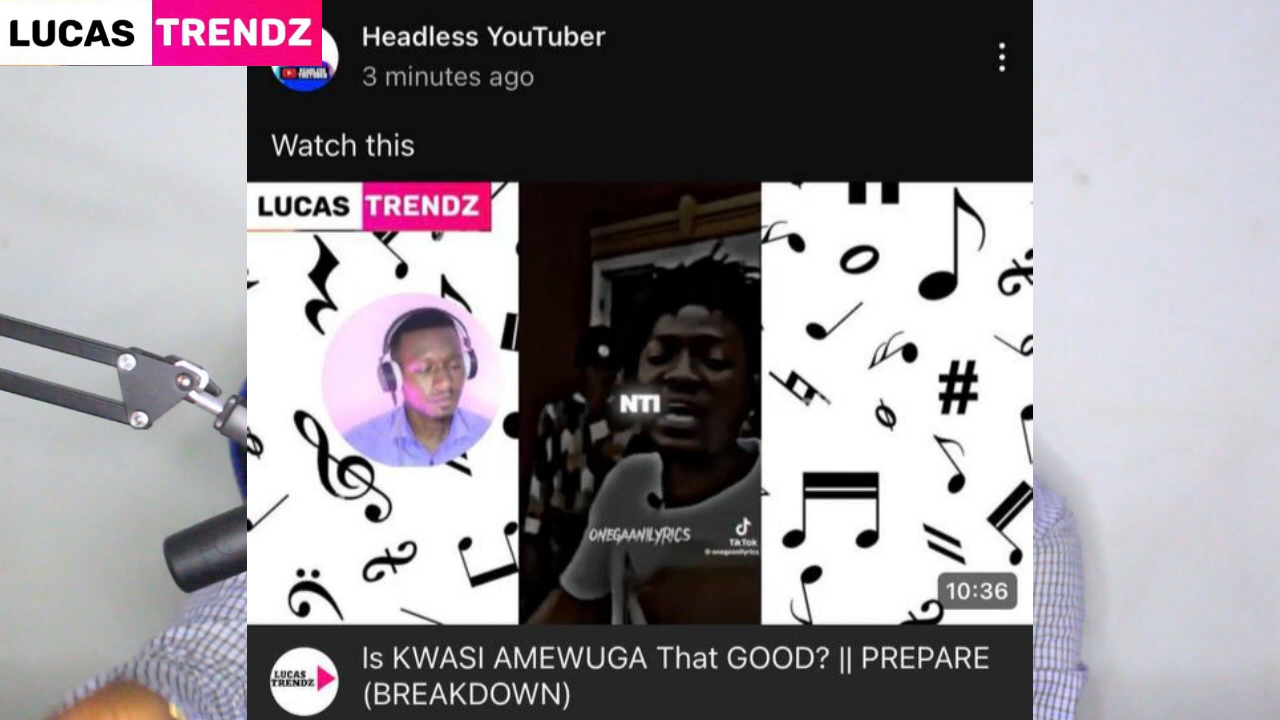 LUCAS TRENDZ
Headless YouTuber
3 minutes ago
Watch this
LUCAS TRENDZ
NTI
ONEGAANILYRICS
TikTok
@onegaanilyrics
10:36
LUCAS
TRENDZ
Is KWASI AMEWUGA That GOOD? || PREPARE
(BREAKDOWN)